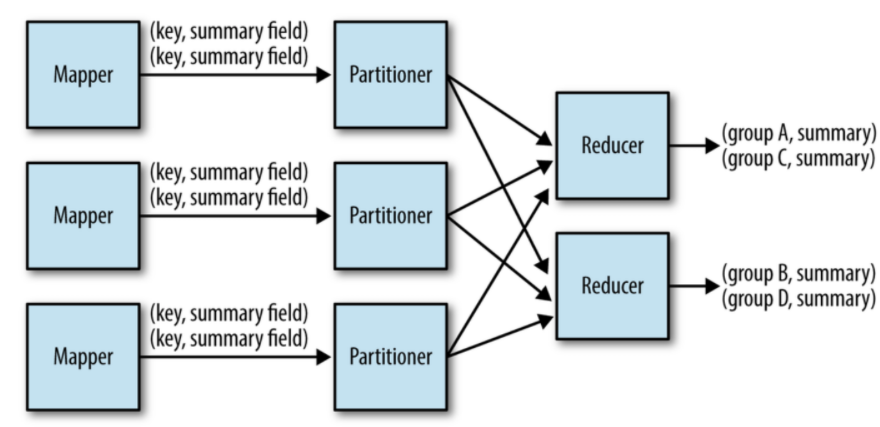 (key, summary field)
(key, summary field)
Mapper
Partitioner
Reducer
(group A, summary)
(group C, summary)
(key, summary field)
(key, summary field)
Mapper
Partitioner
Reducer
(group B, summary)
(group D, summary)
(key, summary field)
(key, summary field)
Mapper
Partitioner